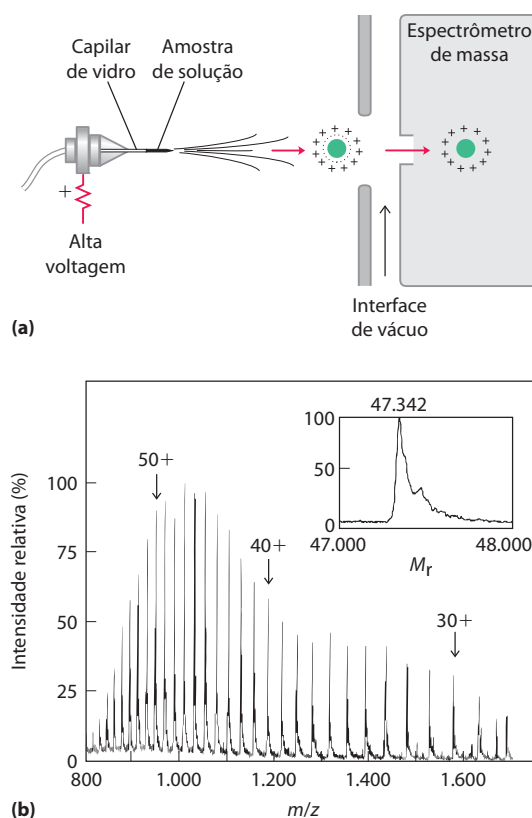 Espectrômetro
de massa
Capilar
de vidro
Amostra
de solução
+
Alta
voltagem
Interface
de vácuo
(a)
47.342
100
50
0
47.000
48.000
Mr
50+
40+
30+
Intensidade relativa (%)
100
75
50
25
0
800
1.000
1.200
1.400
1.600
m/z
(b)